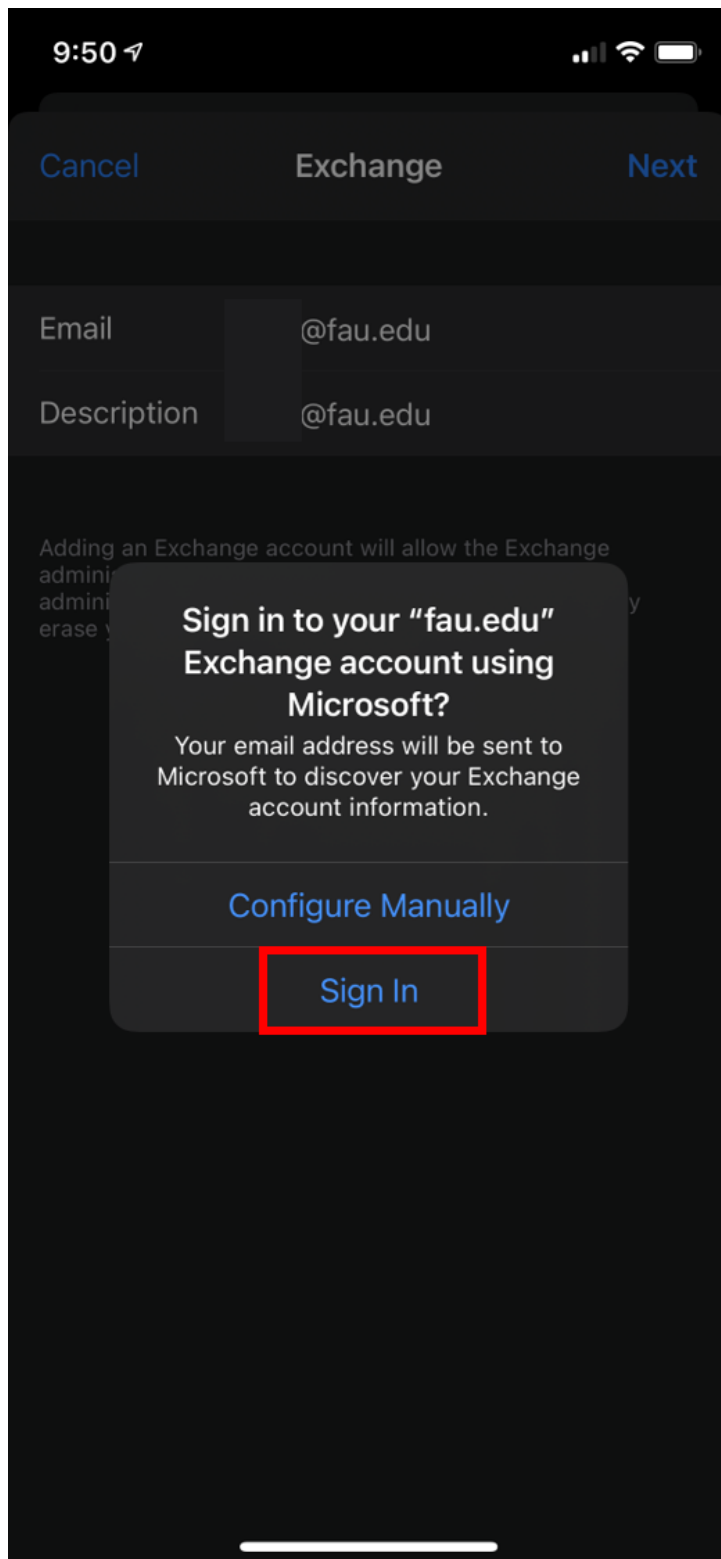 9:50
Cancel Exchange Next
Email @fau.edu
Description @fau.edu
Adding an Exchange account will allow the Exchange
Sign in to your “fau.edu”
Exchange account using
Microsoft?
Your email address will be sent to
Microsoft to discover your Exchange
account information.
Configure Manually
Sign In
erase